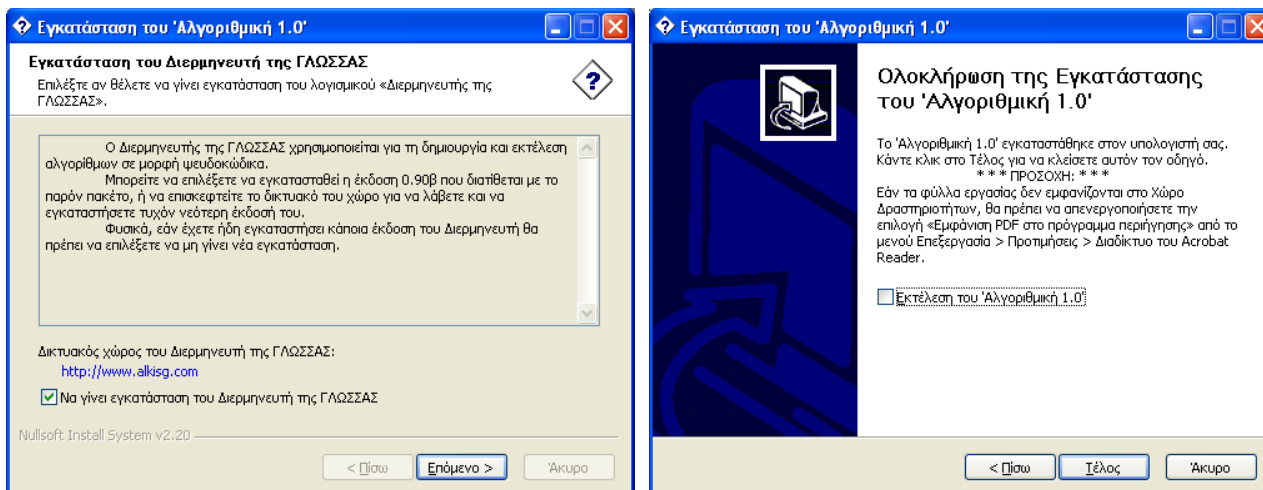 Εγκατάσταση του 'Αλγοριθμική 1.0'
Εγκατάσταση του Διερμηνευτή της ΓΛΩΣΣΑΣ
Επιλέξτε αν θέλετε να γίνει εγκατάσταση του λογισμικού «Διερμηνευτής της
ΓΛΩΣΣΑΣ».
Ο Διερμηνευτής της ΓΛΩΣΣΑΣ χρησιμοποιείται για τη δημιουργία και εκτέλεση
αλγορίθμων σε μορφή ψευδοκώδικα.
Μπορείτε να επιλέξετε να εγκατασταθεί η έκδοση 0.90β που διατίθεται με το
παρόν πακέτο, ή να επισκεφτείτε το δικτυακό του χώρο για να λάβετε και να
εγκαταστήσετε τυχόν νεότερη έκδοσή του.
Φυσικά, εάν έχετε ήδη εγκαταστήσει κάποια έκδοση του Διερμηνευτή θα
πρέπει να επιλέξετε να μη γίνει νέα εγκατάσταση.
Δικτυακός χώρος του Διερμηνευτή της ΓΛΩΣΣΑΣ:
http://www.alkisg.com
Να γίνει εγκατάσταση του Διερμηνευτή της ΓΛΩΣΣΑΣ
Nullsoft Install System v2.20
< Πίσω
Επόμενο >
Άκυρο
Εγκατάσταση του 'Αλγοριθμική 1.0'
Ολοκλήρωση της Εγκατάστασης
του 'Αλγοριθμική 1.0'
Το 'Αλγοριθμική 1.0' εγκαταστάθηκε στον υπολογιστή σας.
Κάντε κλικ στο Τέλος για να κλείσετε αυτόν τον οδηγό.
* * * ΠΡΟΣΟΧΗ: * * *
Εάν τα φύλλα εργασίας δεν εμφανίζονται στο Χώρο
Δραστηριοτήτων, θα πρέπει να απενεργοποιήσετε την
επιλογή «Εμφάνιση PDF στο πρόγραμμα περιήγησης» από το
μενού Επεξεργασία > Προτιμήσεις > Διαδίκτυο του Acrobat
Reader.
Εκτέλεση του 'Αλγοριθμική 1.0'
< Πίσω
Τέλος
Άκυρο